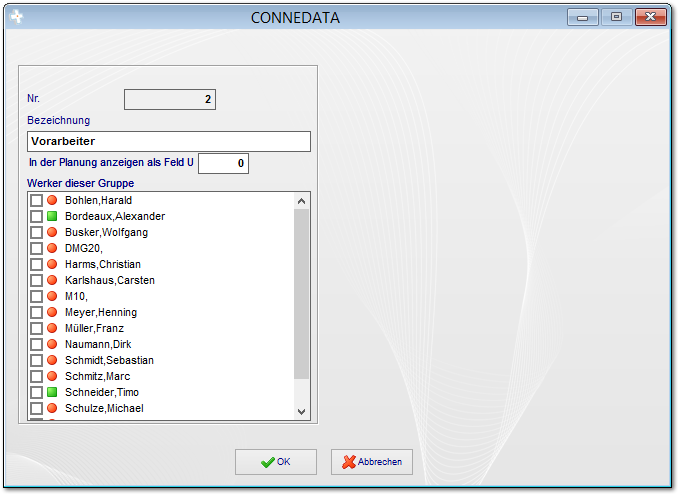 CONNEDATA
Nr. 2
Bezeichnung
Vorarbeiter
In der Planung anzeigen als Feld U 0
Werker dieser Gruppe
Bohlen,Harald
Bordeaux,Alexander
Busker,Wolfgang
DMG20,
Harms,Christian
Karlshaus,Carsten
M10,
Meyer,Henning
Müller,Franz
Naumann,Dirk
Schmidt,Sebastian
Schmitz,Marc
Schneider,Timo
Schulze,Michael
OK Abbrechen